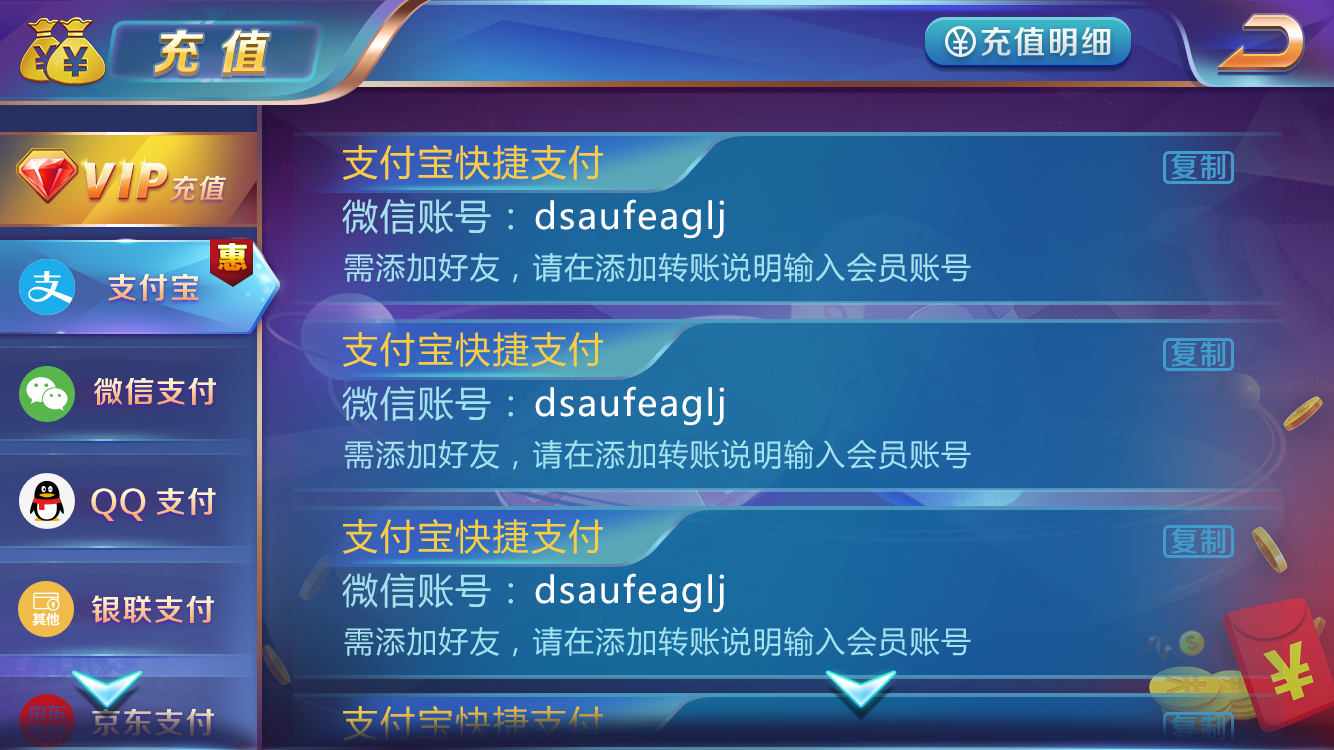 充值
充值明细
VIP充值
支付宝
惠
微信支付
QQ 支付
其他
银联支付
京东支付
京东支付
支付宝快捷支付
复制
微信账号：dsaufeaglj
需添加好友，请在添加转账说明输入会员账号
支付宝快捷支付
复制
微信账号：dsaufeaglj
需添加好友，请在添加转账说明输入会员账号
支付宝快捷支付
复制
微信账号：dsaufeaglj
需添加好友，请在添加转账说明输入会员账号
支付宝快捷支付
复制